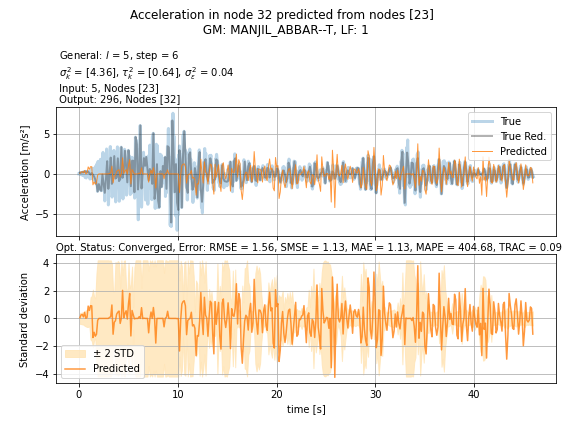 Acceleration in node 32 predicted from nodes [23]
GM: MANJIL_ABBAR--T, LF: 1
General: l = 5, step = 6
σ²ₖ = [4.36], τ²ₖ = [0.64], σ²ε = 0.04
Input: 5, Nodes [23]
Output: 296, Nodes [32]
Acceleration [m/s²]
5
0
−5
True
True Red.
Predicted
Opt. Status: Converged, Error: RMSE = 1.56, SMSE = 1.13, MAE = 1.13, MAPE = 404.68, TRAC = 0.09
Standard deviation
4
2
0
−2
−4
± 2 STD
Predicted
0 10 20 30 40
time [s]